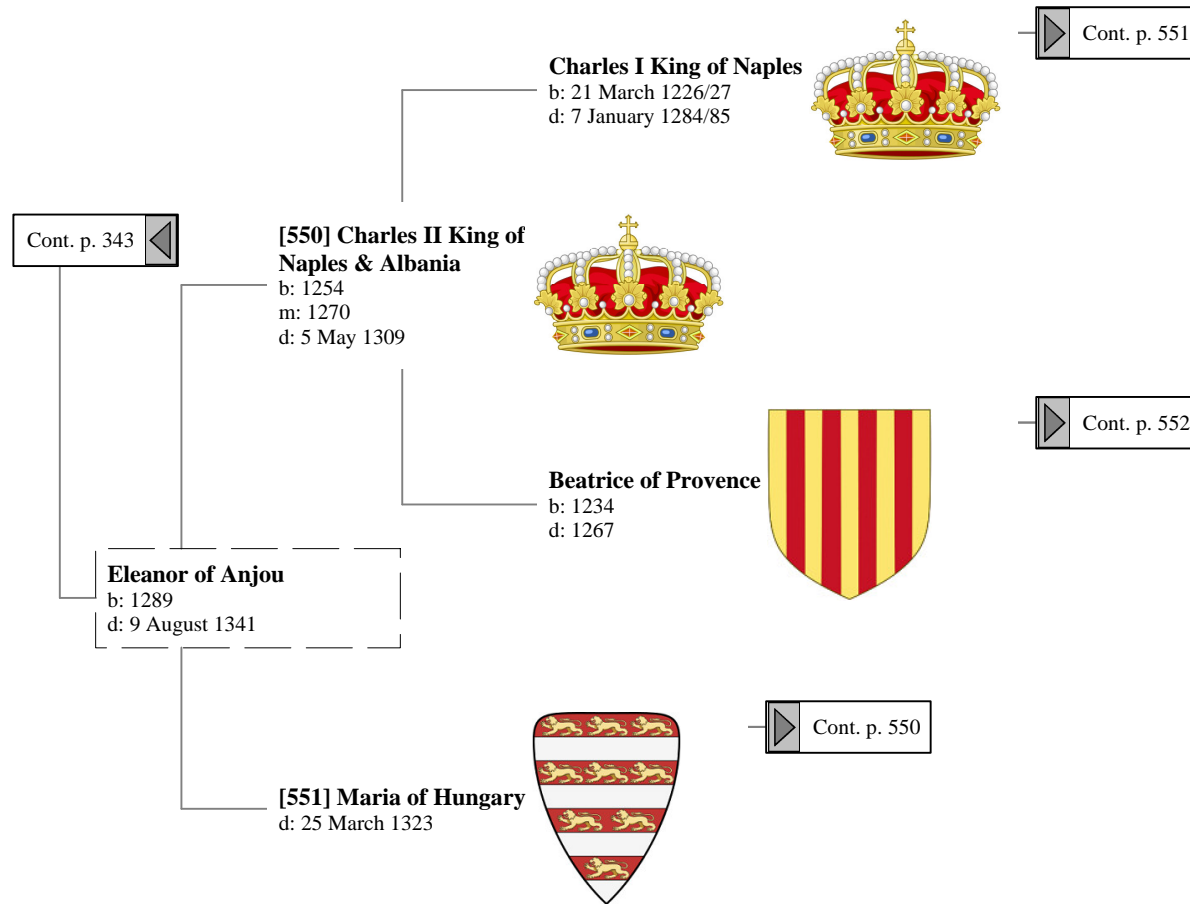 Cont. p. 551
Charles I King of Naples
b: 21 March 1226/27
d: 7 January 1284/85
Cont. p. 343
[550] Charles II King of
Naples & Albania
b: 1254
m: 1270
d: 5 May 1309
Cont. p. 552
Beatrice of Provence
b: 1234
d: 1267
Eleanor of Anjou
b: 1289
d: 9 August 1341
Cont. p. 550
[551] Maria of Hungary
d: 25 March 1323